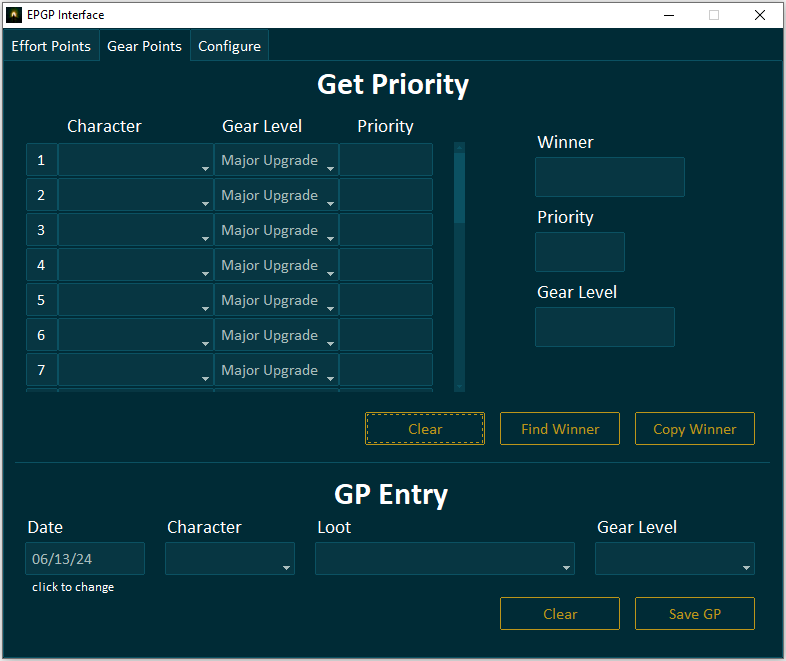 EPGP Interface
Effort Points Gear Points Configure
Get Priority
Character Gear Level Priority
1 Major Upgrade
2 Major Upgrade
3 Major Upgrade
4 Major Upgrade
5 Major Upgrade
6 Major Upgrade
7 Major Upgrade
Winner
Priority
Gear Level
Clear Find Winner Copy Winner
GP Entry
Date Character Loot Gear Level
06/13/24
click to change
Clear Save GP